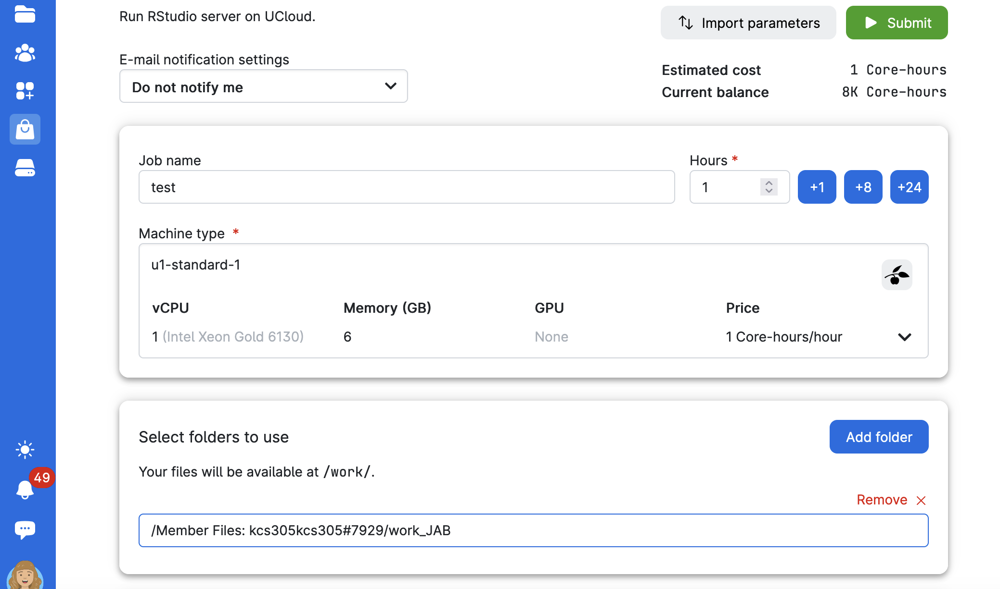 Run RStudio server on UCloud.
Import parameters
Submit
E-mail notification settings
Do not notify me
Estimated cost 1 Core-hours
Current balance 8K Core-hours
Job name
test
Hours *
1
+1
+8
+24
Machine type *
u1-standard-1
vCPU Memory (GB) GPU Price
1 (Intel Xeon Gold 6130) 6 None 1 Core-hours/hour
Select folders to use
Add folder
Your files will be available at /work/.
Remove
/Member Files: kcs305kcs305#7929/work_JAB
49